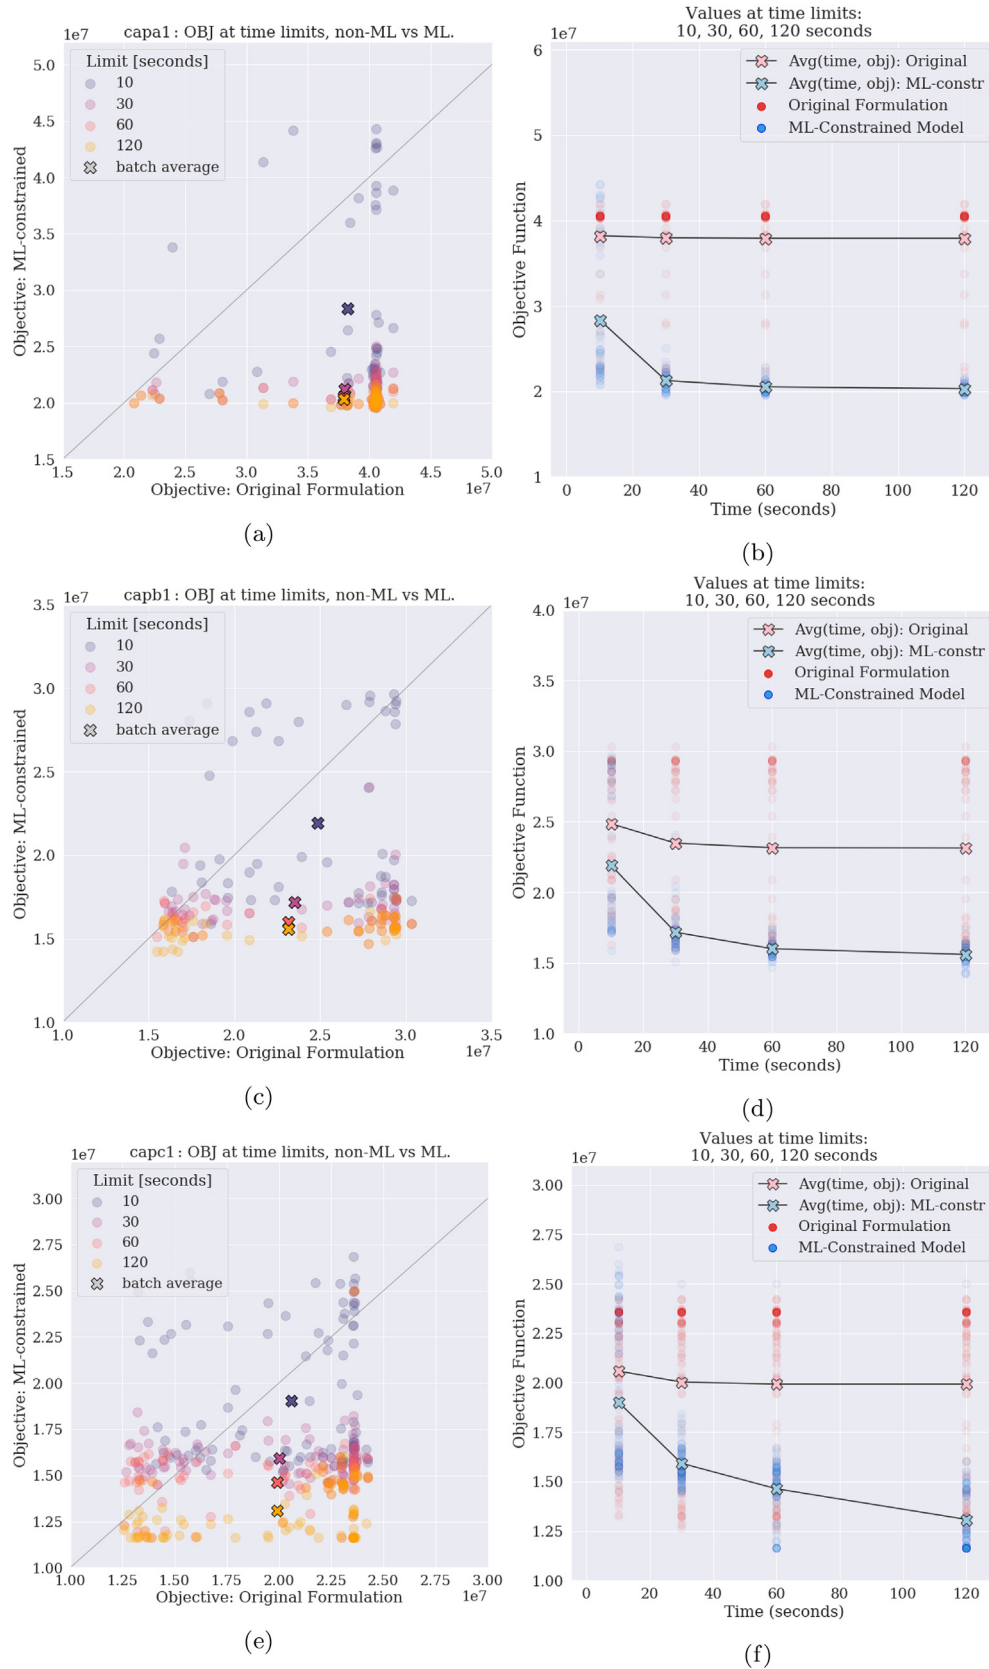 capa1 : OBJ at time limits, non-ML vs ML.
1e7
Limit [seconds]
10
30
60
120
batch average
5.0
4.5
4.0
3.5
3.0
2.5
2.0
1.5
Objective: ML-constrained
1.5 2.0 2.5 3.0 3.5 4.0 4.5 5.0
1e7
Objective: Original Formulation
(a)
Values at time limits:
10, 30, 60, 120 seconds
1e7
Avg(time, obj): Original
Avg(time, obj): ML-constr
Original Formulation
ML-Constrained Model
6
5
4
3
2
1
Objective Function
0 20 40 60 80 100 120
Time (seconds)
(b)
capb1 : OBJ at time limits, non-ML vs ML.
1e7
Limit [seconds]
10
30
60
120
batch average
3.5
3.0
2.5
2.0
1.5
1.0
Objective: ML-constrained
1.0 1.5 2.0 2.5 3.0 3.5
1e7
Objective: Original Formulation
(c)
Values at time limits:
10, 30, 60, 120 seconds
1e7
Avg(time, obj): Original
Avg(time, obj): ML-constr
Original Formulation
ML-Constrained Model
4.0
3.5
3.0
2.5
2.0
1.5
1.0
Objective Function
0 20 40 60 80 100 120
Time (seconds)
(d)
capc1 : OBJ at time limits, non-ML vs ML.
1e7
Limit [seconds]
10
30
60
120
batch average
3.00
2.75
2.50
2.25
2.00
1.75
1.50
1.25
1.00
Objective: ML-constrained
1.00 1.25 1.50 1.75 2.00 2.25 2.50 2.75 3.00
1e7
Objective: Original Formulation
(e)
Values at time limits:
10, 30, 60, 120 seconds
1e7
Avg(time, obj): Original
Avg(time, obj): ML-constr
Original Formulation
ML-Constrained Model
3.00
2.75
2.50
2.25
2.00
1.75
1.50
1.25
1.00
Objective Function
0 20 40 60 80 100 120
Time (seconds)
(f)